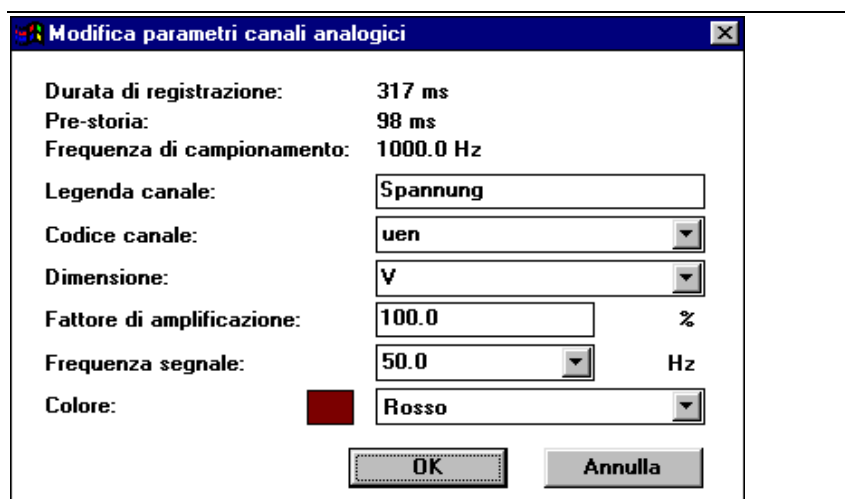 Modifica parametri canali analogici
Durata di registrazione: 317 ms
Pre-storia: 98 ms
Frequenza di campionamento: 1000.0 Hz
Legenda canale: Spannung
Codice canale: uen
Dimensione: V
Fattore di amplificazione: 100.0 %
Frequenza segnale: 50.0 Hz
Colore: Rosso
OK Annulla